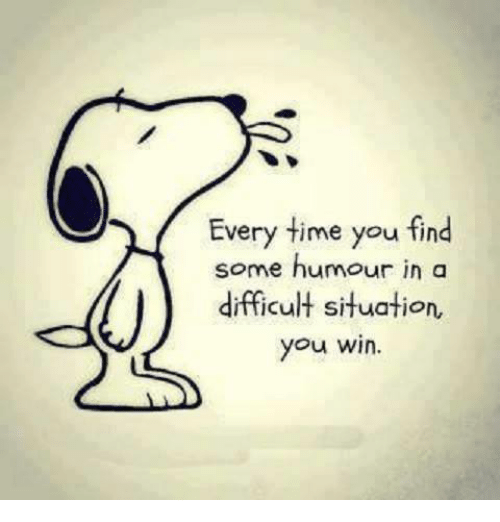 Every time you find
some humour in a
difficult situation,
you win.